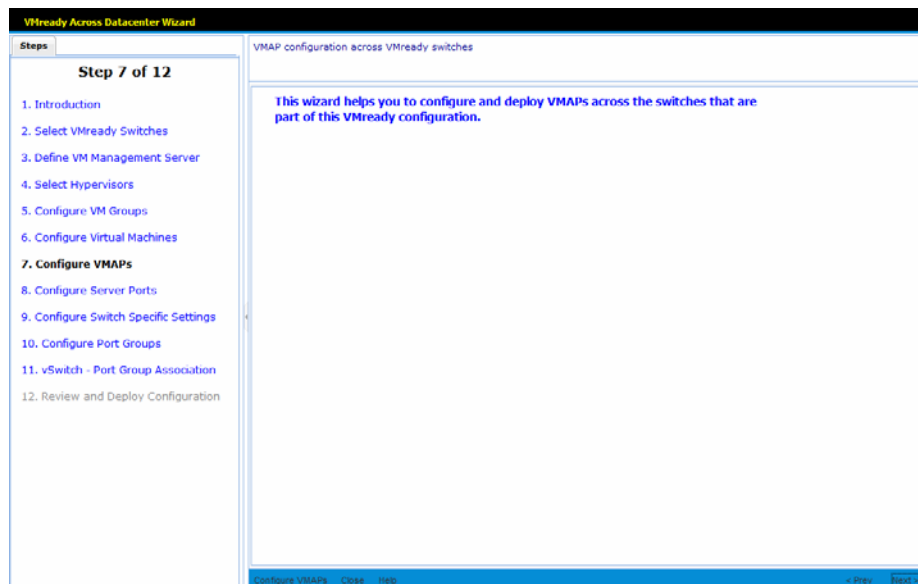 VMready Across Datacenter Wizard
Steps
Step 7 of 12
1. Introduction
2. Select VMready Switches
3. Define VM Management Server
4. Select Hypervisors
5. Configure VM Groups
6. Configure Virtual Machines
7. Configure VMAPs
8. Configure Server Ports
9. Configure Switch Specific Settings
10. Configure Port Groups
11. vSwitch - Port Group Association
12. Review and Deploy Configuration
VMAP configuration across VMready switches
This wizard helps you to configure and deploy VMAPs across the switches that are
part of this VMready configuration.
Configure VMAPs Close Help < Prev Next >